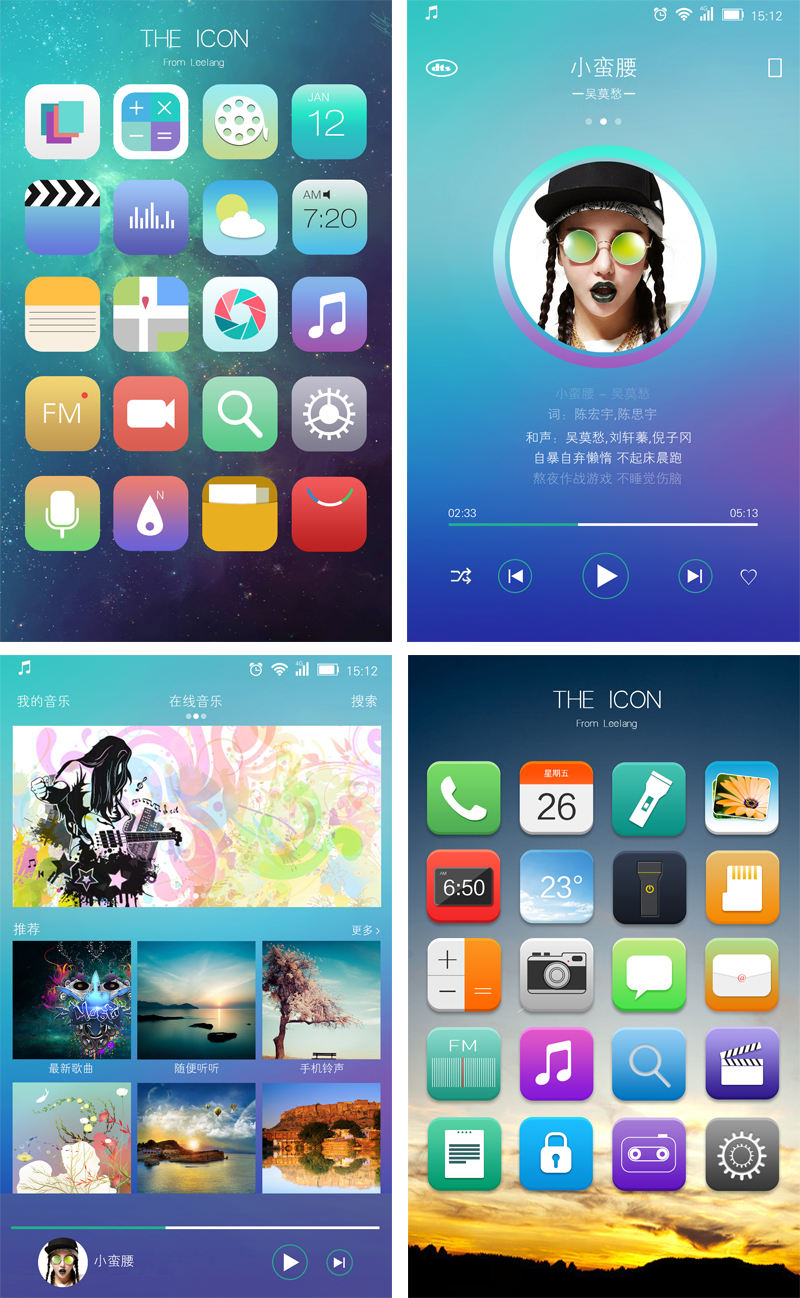 THE ICON
From Leelang
JAN
12
AM
7:20
FM
N
4G
15:12
dts
小蛮腰
—吴莫愁—
小蛮腰 - 吴莫愁
词：陈宏宇,陈思宇
和声：吴莫愁,刘轩蓁,倪子冈
自暴自弃懒惰 不起床晨跑
熬夜作战游戏 不睡觉伤脑
02:33
05:13
4G
15:12
我的音乐
在线音乐
搜索
推荐
更多›
最新歌曲
随便听听
手机铃声
小蛮腰
THE ICON
From Leelang
星期五
26
AM
6:50
23°
@
FM